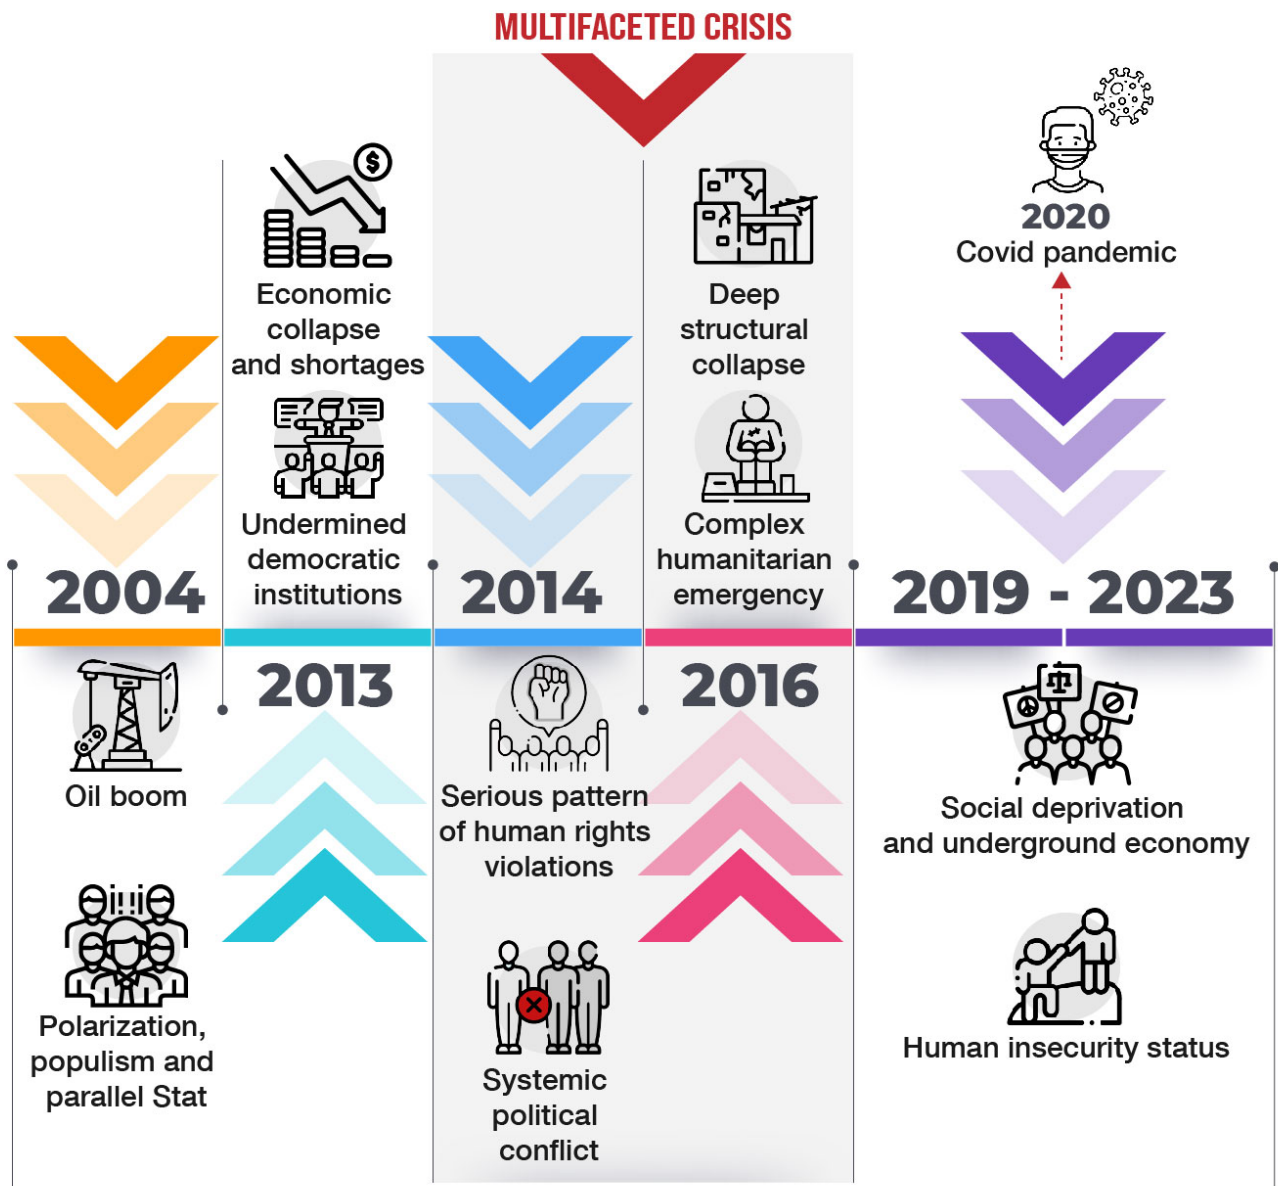 MULTIFACETED CRISIS
2004
Oil boom
Polarization,
populism and
parallel Stat
Economic
collapse
and shortages
Undermined
democratic
institutions
2013
2014
Serious pattern
of human rights
violations
Systemic
political
conflict
Deep
structural
collapse
Complex
humanitarian
emergency
2016
2020
Covid pandemic
2019 - 2023
Social deprivation
and underground economy
Human insecurity status